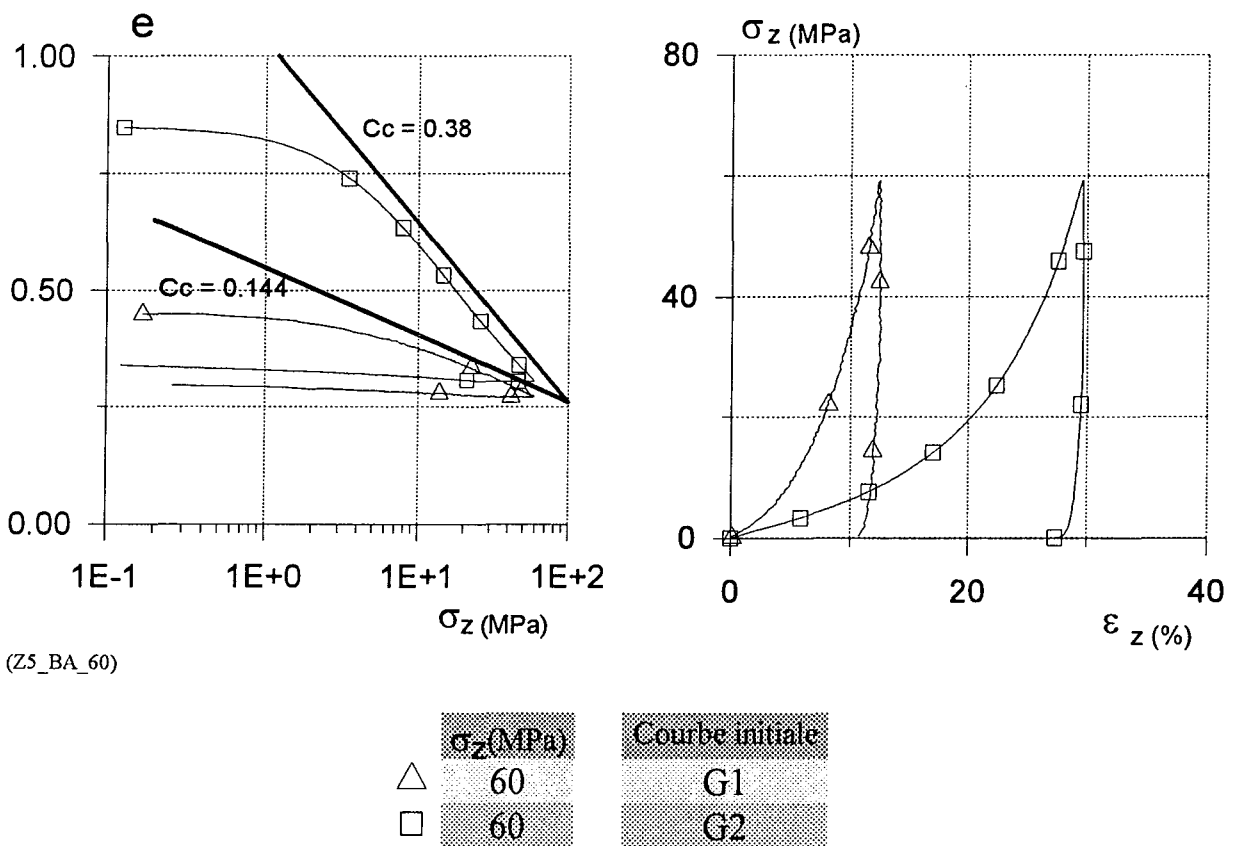 e
1.00
0.50
0.00
Cc = 0.38
Cc = 0.144
1E-1 1E+0 1E+1 1E+2
σz (MPa)
σz (MPa)
80
40
0
0 20 40
εz (%)
(Z5_BA_60)
σz(MPa) Courbe initiale
60 G1
60 G2